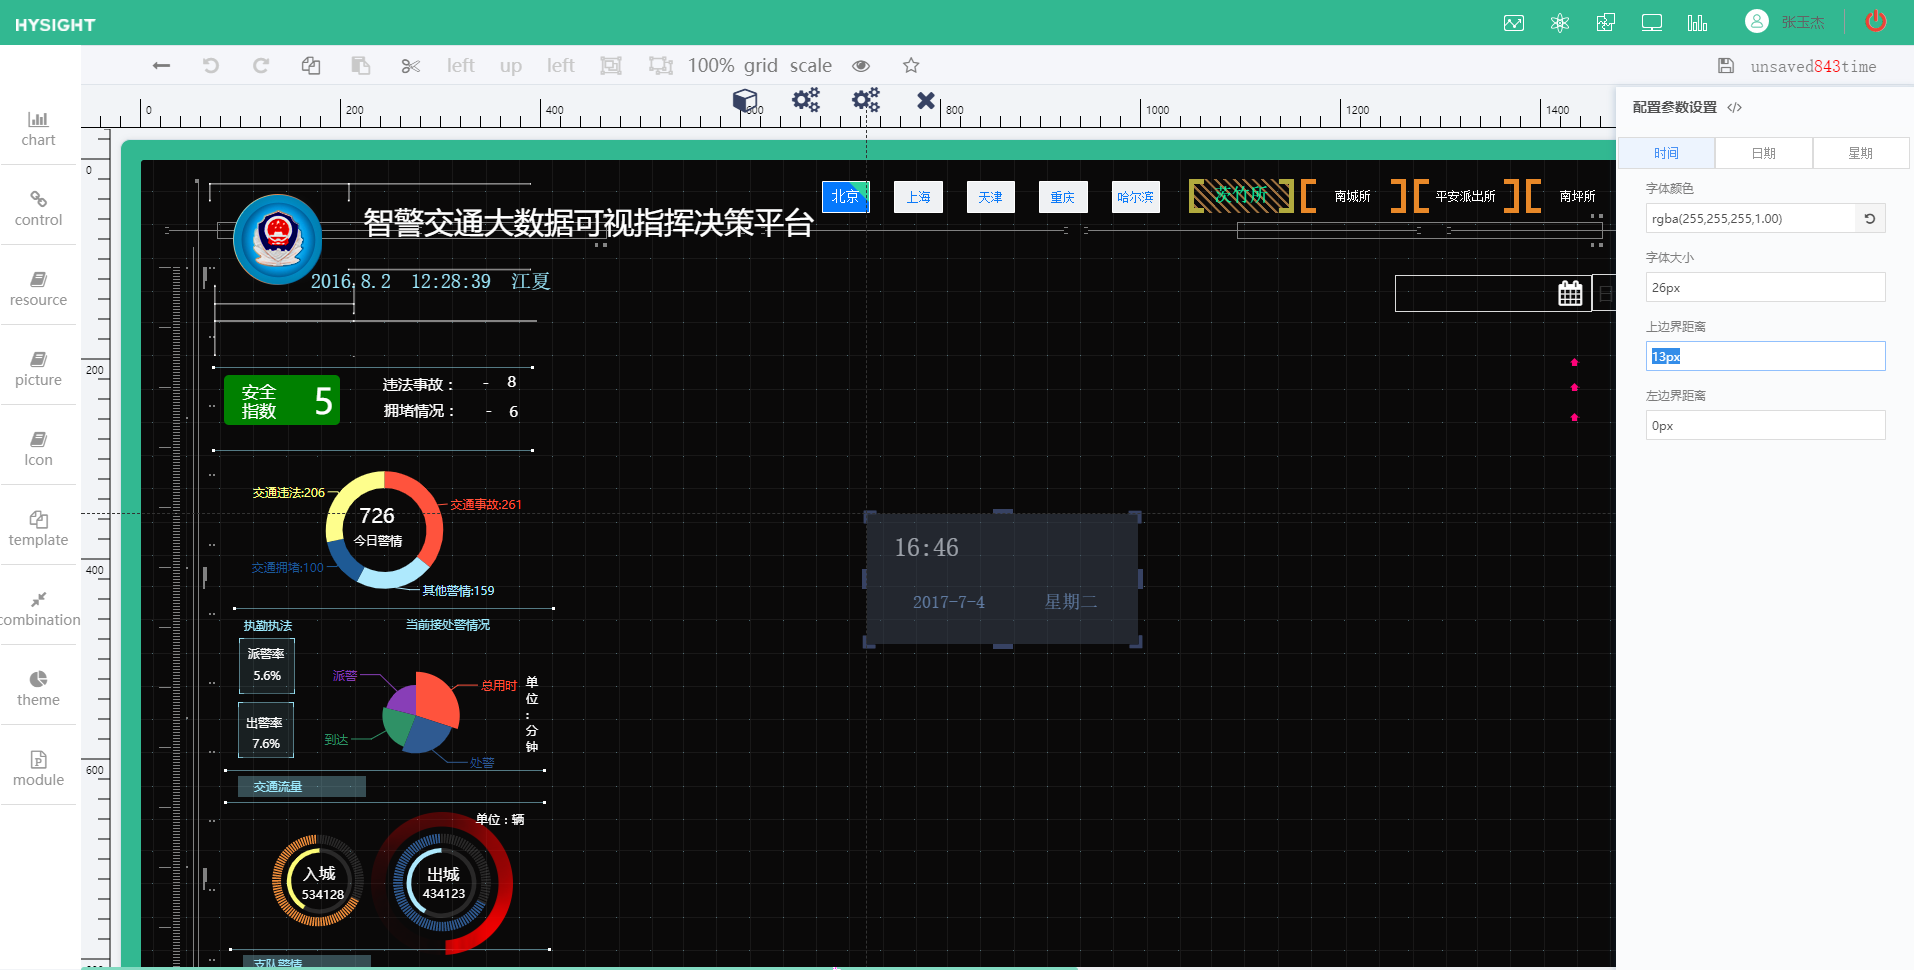 HYSIGHT
张玉杰
left
up
left
100%
grid
scale
unsaved843time
chart
control
resource
picture
Icon
template
combination
theme
module
0
200
400
600
800
1000
1200
1400
0
200
400
600
智警交通大数据可视指挥决策平台
2016.8.2 12:28:39 江夏
北京
上海
天津
重庆
哈尔滨
茨竹所
南城所
平安派出所
南坪所
安全
指数
5
违法事故： - 8
拥堵情况： - 6
交通违法:206
交通事故:261
726
今日警情
交通拥堵:100
其他警情:159
执勤执法
当前接处警情况
派警率
5.6%
出警率
7.6%
派警
总用时
到达
处警
单位：分钟
交通流量
单位：辆
入城
534128
出城
434123
支队警情
16:46
2017-7-4
星期二
配置参数设置 </>
时间
日期
星期
字体颜色
rgba(255,255,255,1.00)
字体大小
26px
上边界距离
13px
左边界距离
0px